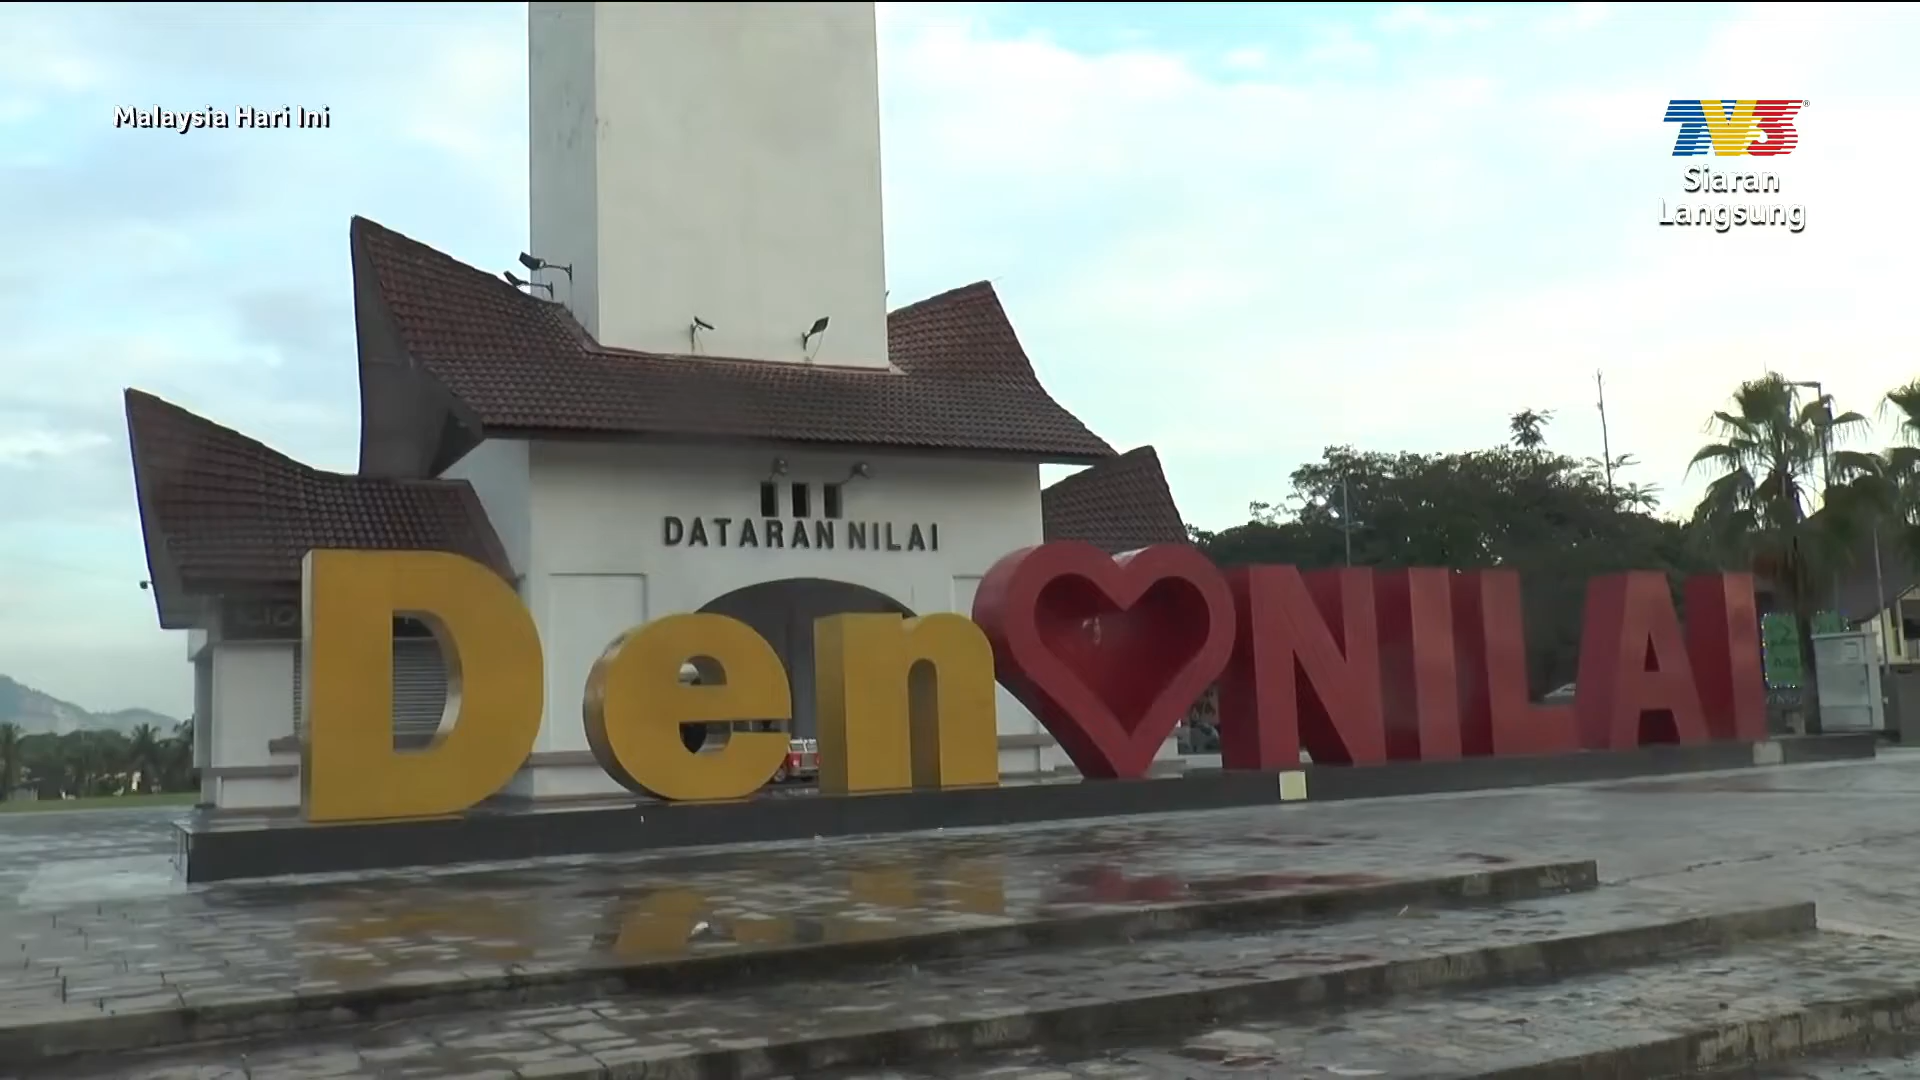 Malaysia Hari Ini
TV3
Siaran
Langsung
DATARAN NILAI
Den NILAI